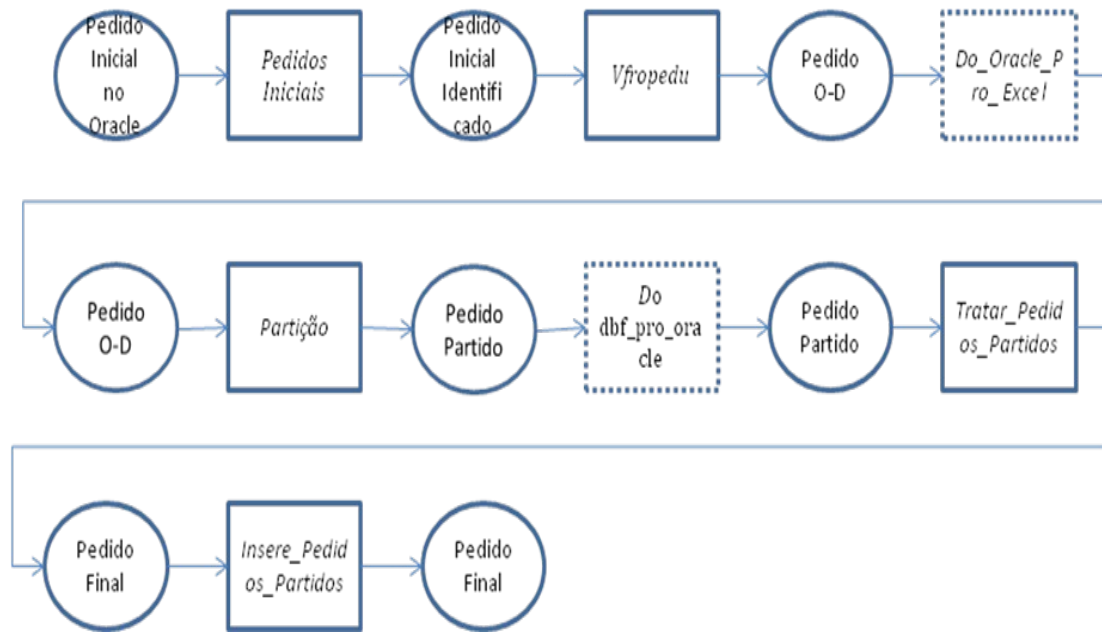 Pedido
Inicial
no
Oracle
Pedidos
Iniciais
Pedido
Inicial
Identifi
cado
Vfropedu
Pedido
O-D
Do_Oracle_P
ro_Excel
Pedido
O-D
Partição
Pedido
Partido
Do
dbf_pro_ora
cle
Pedido
Partido
Tratar_Pedid
os_Partidos
Pedido
Final
Insere_Pedid
os_Partidos
Pedido
Final